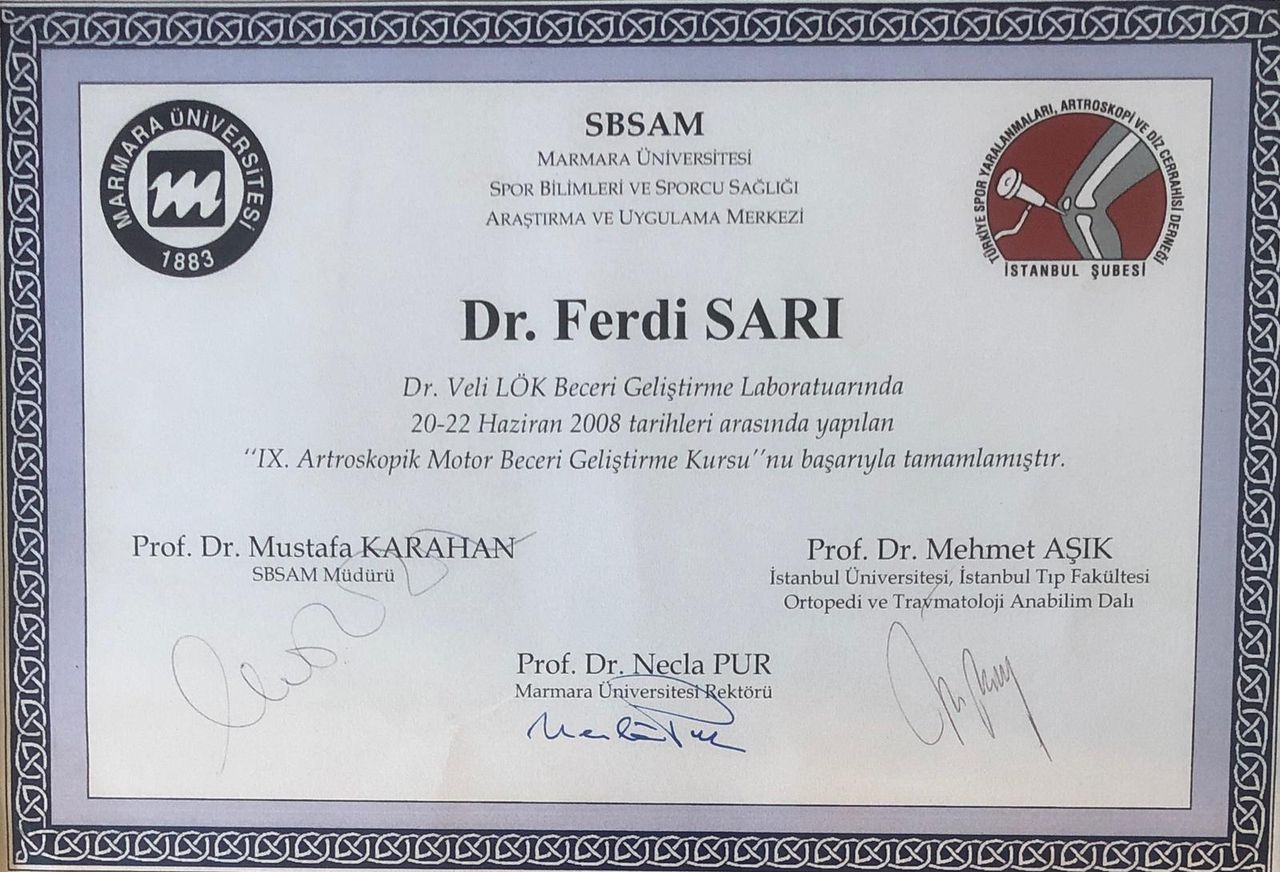 MARMARA ÜNİVERSİTESİ
1883
SBSAM
MARMARA ÜNİVERSİTESİ
SPOR BİLİMLERİ VE SPORCU SAĞLIĞI
ARAŞTIRMA VE UYGULAMA MERKEZİ
TÜRKİYE SPOR YARALANMALARI, ARTROSKOPİ VE DİZ CERRAHİSİ DERNEĞİ
İSTANBUL ŞUBESİ
Dr. Ferdi SARI
Dr. Veli LÖK Beceri Geliştirme Laboratuarında
20-22 Haziran 2008 tarihleri arasında yapılan
''IX. Artroskopik Motor Beceri Geliştirme Kursu''nu başarıyla tamamlamıştır.
Prof. Dr. Mustafa KARAHAN
SBSAM Müdürü
Prof. Dr. Mehmet AŞIK
İstanbul Üniversitesi, İstanbul Tıp Fakültesi
Ortopedi ve Travmatoloji Anabilim Dalı
Prof. Dr. Necla PUR
Marmara Üniversitesi Rektörü